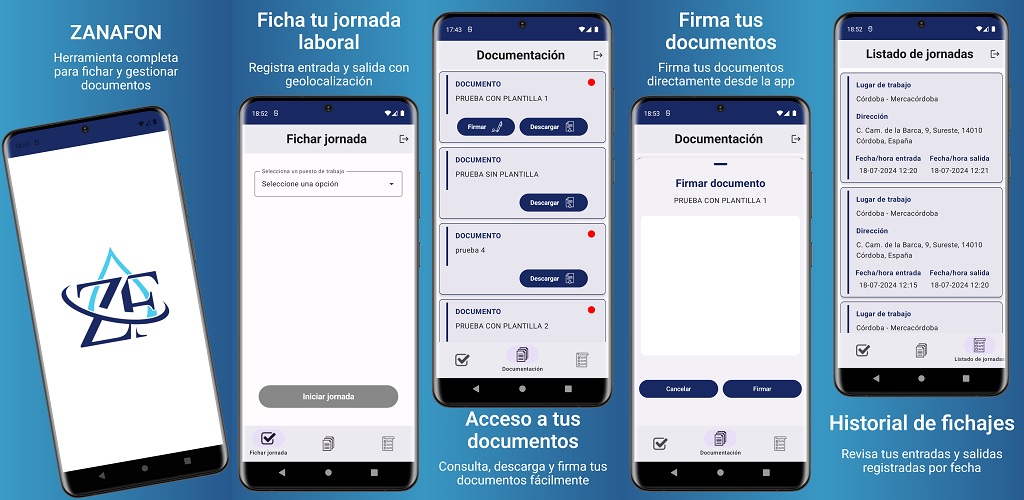 ZANAFON
Herramienta completa
para fichar y gestionar
documentos
ZF
Ficha tu jornada
laboral
Registra entrada y salida con
geolocalización
18:52
Fichar jornada
Selecciona un puesto de trabajo
Seleccione una opción
Iniciar jornada
Fichar jornada
17:43
Documentación
DOCUMENTO
PRUEBA CON PLANTILLA 1
Firmar
Descargar
DOCUMENTO
PRUEBA SIN PLANTILLA
Descargar
DOCUMENTO
prueba 4
Descargar
DOCUMENTO
PRUEBA CON PLANTILLA 2
Documentación
Acceso a tus
documentos
Consulta, descarga y firma tus
documentos fácilmente
Firma tus
documentos
Firma tus documentos
directamente desde la app
18:53
Documentación
Firmar documento
PRUEBA CON PLANTILLA 1
Cancelar
Firmar
Documentación
18:52
Listado de jornadas
Lugar de trabajo
Córdoba - Mercacórdoba
Dirección
C. Cam. de la Barca, 9, Sureste, 14010
Córdoba, España
Fecha/hora entrada Fecha/hora salida
18-07-2024 12:20 18-07-2024 12:21
Lugar de trabajo
Córdoba - Mercacórdoba
Dirección
C. Cam. de la Barca, 9, Sureste, 14010
Córdoba, España
Fecha/hora entrada Fecha/hora salida
18-07-2024 12:15 18-07-2024 12:20
Lugar de trabajo
Córdoba - Mercacórdoba
Listado de jornadas
Historial de fichajes
Revisa tus entradas y salidas
registradas por fecha